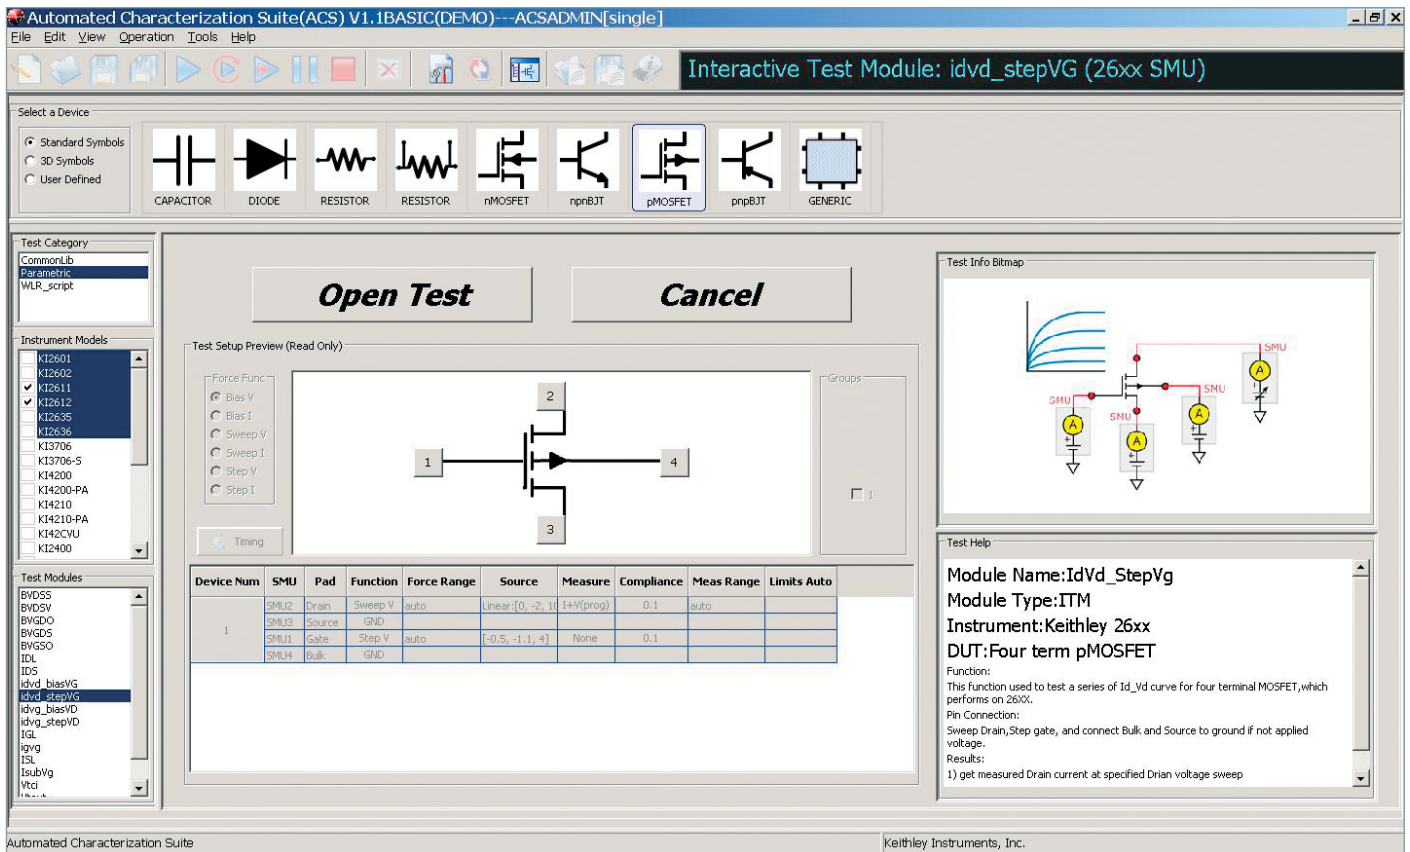 Automated Characterization Suite(ACS) V1.1BASIC(DEMO)---ACSADMIN[single]
File Edit View Operation Tools Help
Interactive Test Module: idvd_stepVG (26xx SMU)
Select a Device
Standard Symbols
3D Symbols
User Defined
CAPACITOR DIODE RESISTOR RESISTOR nMOSFET npnBJT pMOSFET pnpBJT GENERIC
Test Category
CommonLib
Parametric
WLR_script
Instrument Models
KI2601
KI2602
KI2611
KI2612
KI2635
KI2636
KI3706
KI3706-S
KI4200
KI4200-PA
KI4210
KI4210-PA
KI42CVU
KI2400
Test Modules
BVDSS
BVDSV
BVGDO
BVGDS
BVGSO
IDL
IDS
idvd_biasVG
idvd_stepVG
idvg_biasVD
idvg_stepVD
IGL
igvg
ISL
IsubVg
Vtci
Open Test Cancel
Test Setup Preview (Read Only)
Force Func
Bias V
Bias I
Sweep V
Sweep I
Step V
Step I
Timing
2
1
4
3
Groups
1
Device Num SMU Pad Function Force Range Source Measure Compliance Meas Range Limits Auto
1
SMU2 Drain Sweep V auto Linear:[0, -2, 1 I+V(prog) 0.1 auto
SMU3 Source GND
SMU1 Gate Step V auto [-0.5, -1.1, 4] None 0.1
SMU4 Bulk GND
Test Info Bitmap
SMU
A
SMU
SMU
A
SMU
A
A
Test Help
Module Name:IdVd_StepVg
Module Type:ITM
Instrument:Keithley 26xx
DUT:Four term pMOSFET
Function:
This function used to test a series of Id_Vd curve for four terminal MOSFET,which
performs on 26XX.
Pin Connection:
Sweep Drain,Step gate, and connect Bulk and Source to ground if not applied
voltage.
Results:
1) get measured Drain current at specified Drian voltage sweep
Automated Characterization Suite
Keithley Instruments, Inc.